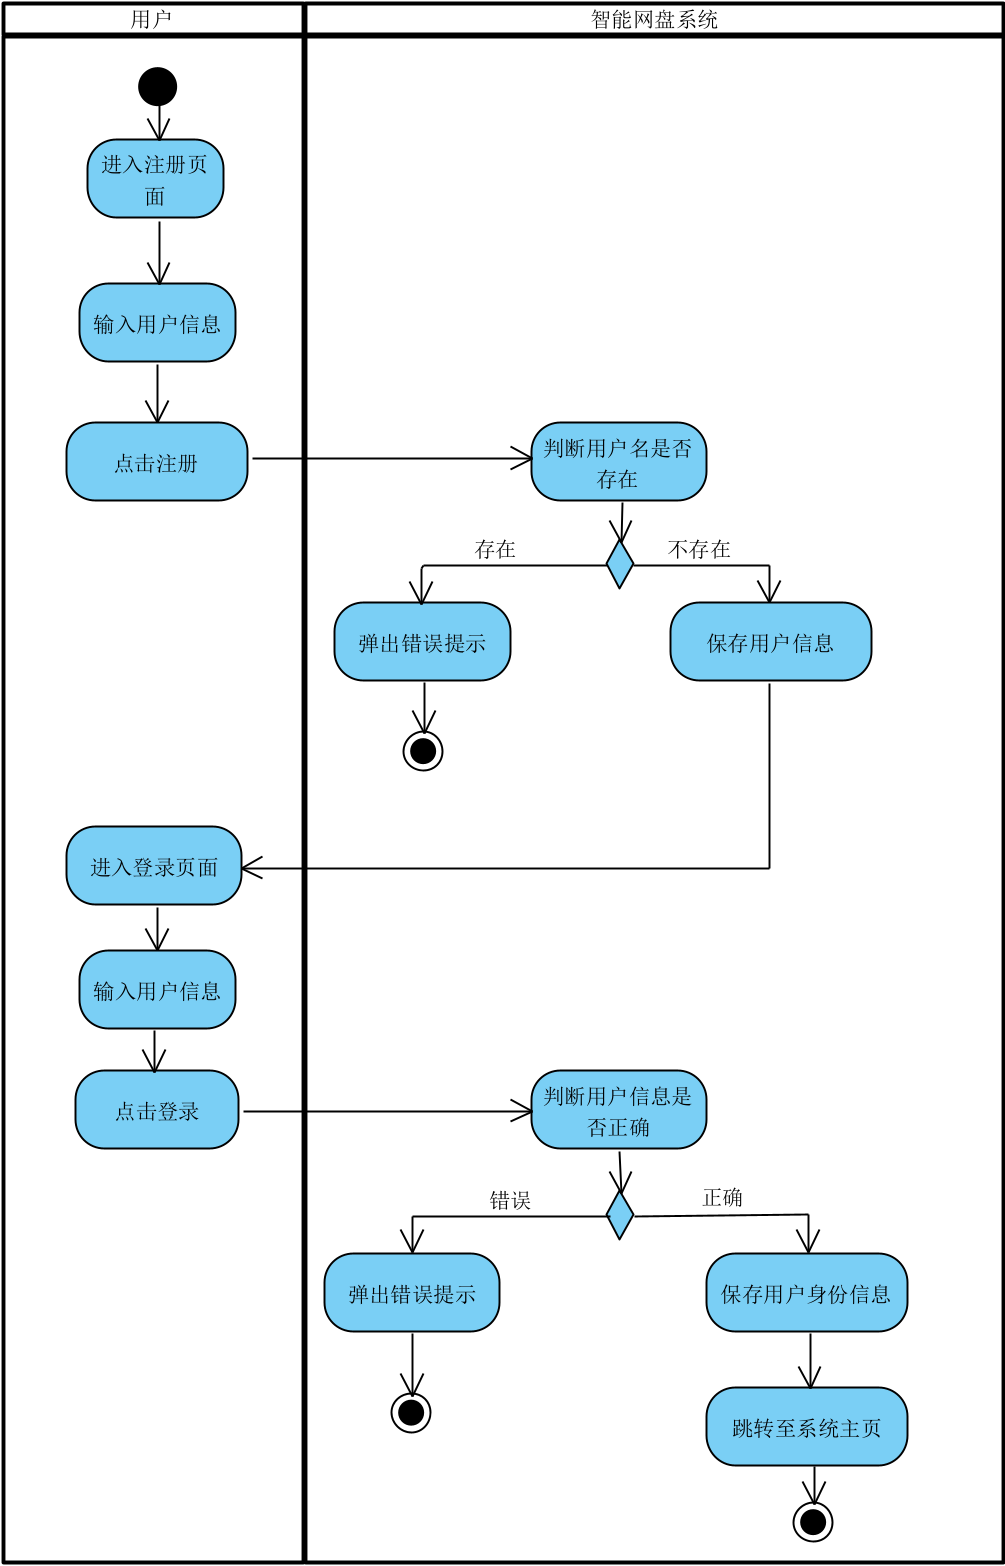 用户
智能网盘系统
进入注册页
面
输入用户信息
点击注册
判断用户名是否
存在
存在
不存在
弹出错误提示
保存用户信息
进入登录页面
输入用户信息
点击登录
判断用户信息是
否正确
错误
正确
弹出错误提示
保存用户身份信息
跳转至系统主页